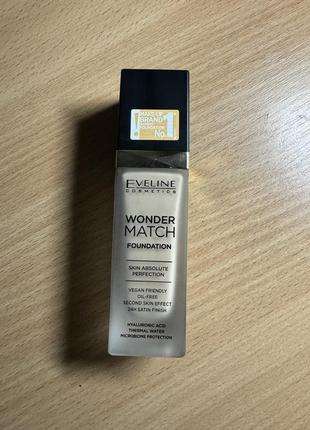 MAKE-UP
BRAND
FOUNDATION
No.1
EVELINE
COSMETICS
WONDER
MATCH
FOUNDATION
SKIN ABSOLUTE
PERFECTION
VEGAN FRIENDLY
OIL-FREE
SECOND SKIN EFFECT
24H SATIN FINISH
HYALURONIC ACID
THERMAL WATER
MICROBIOME PROTECTION